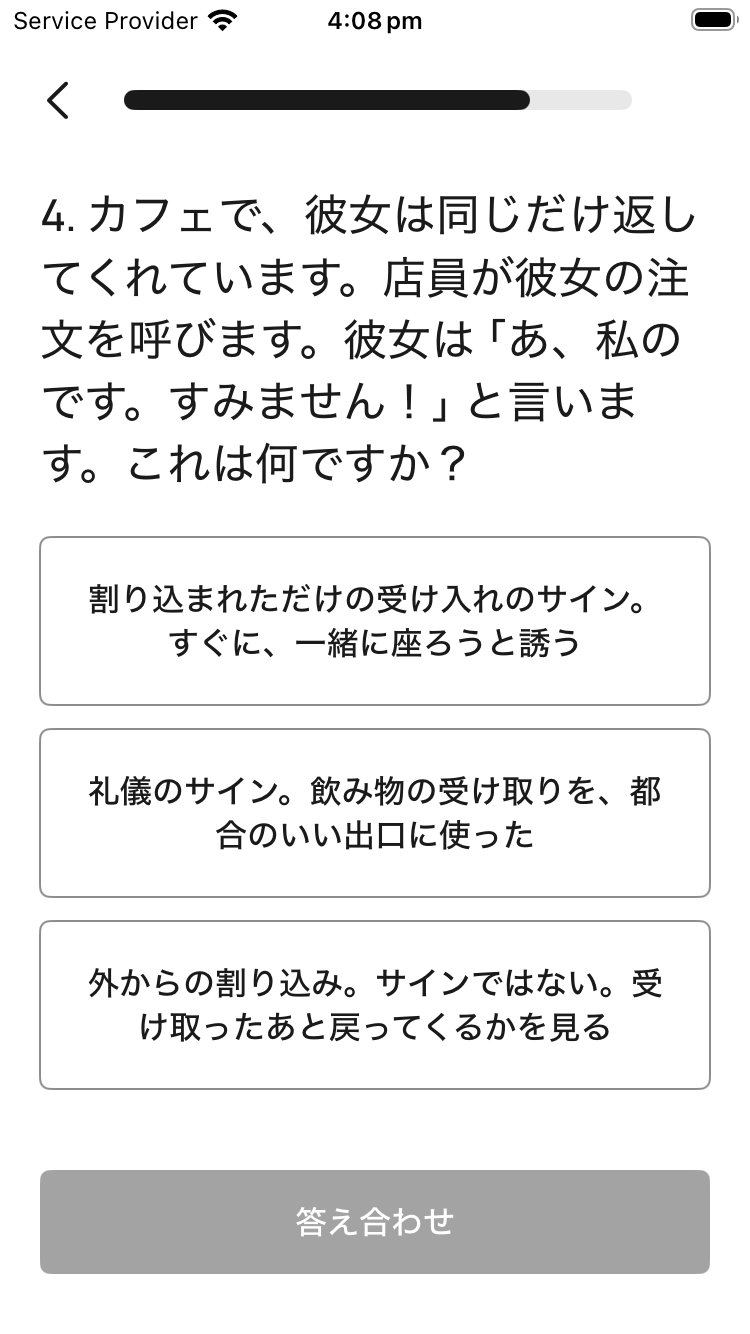 Service Provider 4:08 pm
4. カフェで、彼女は同じだけ返し
てくれています。店員が彼女の注
文を呼びます。彼女は「あ、私の
です。すみません！」と言いま
す。これは何ですか？
割り込まれただけの受け入れのサイン。
すぐに、一緒に座ろうと誘う
礼儀のサイン。飲み物の受け取りを、都
合のいい出口に使った
外からの割り込み。サインではない。受
け取ったあと戻ってくるかを見る
答え合わせ